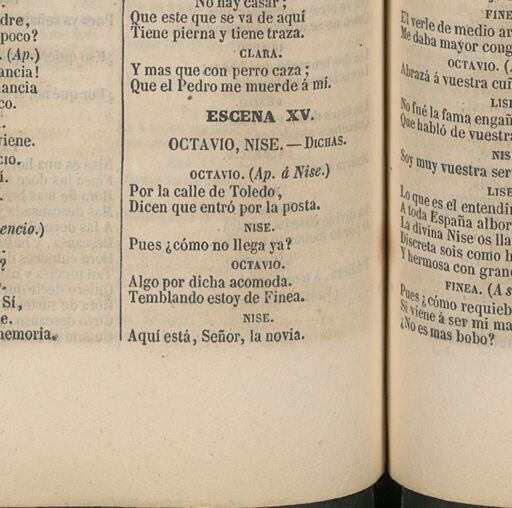 dre,
poco?
(Ap.)
ancia!
nancia
co.
viene.
CIO.
í.
encio.)
?
Sí,
e.
nemoria.
No hay casar;
Que este que se va de aquí
Tiene pierna y tiene traza.
CLARA.
Y mas que con perro caza;
Que el Pedro me muerde á mí.
ESCENA XV.
OCTAVIO, NISE. — DICHAS.
OCTAVIO. (Ap. á Nise.)
Por la calle de Toledo,
Dicen que entró por la posta.
NISE.
Pues ¿cómo no llega ya?
OCTAVIO.
Algo por dicha acomoda.
Temblando estoy de Finea.
NISE.
Aquí está, Señor, la novia.
FINE
El verle de medio ar
Me daba mayor cong
OCTAVIO. (
Abrazá á vuestra cuñ
LISE
No fué la fama engañ
Que habló de vuestra
NIS
Soy muy vuestra ser
LISE
Lo que es el entendin
A toda España albor
La divina Nise os lla
Discreta sois como h
Y hermosa con gran
FINEA. (A s
Pues ¿cómo requieb
Si viene á ser mi ma
¿No es mas bobo?